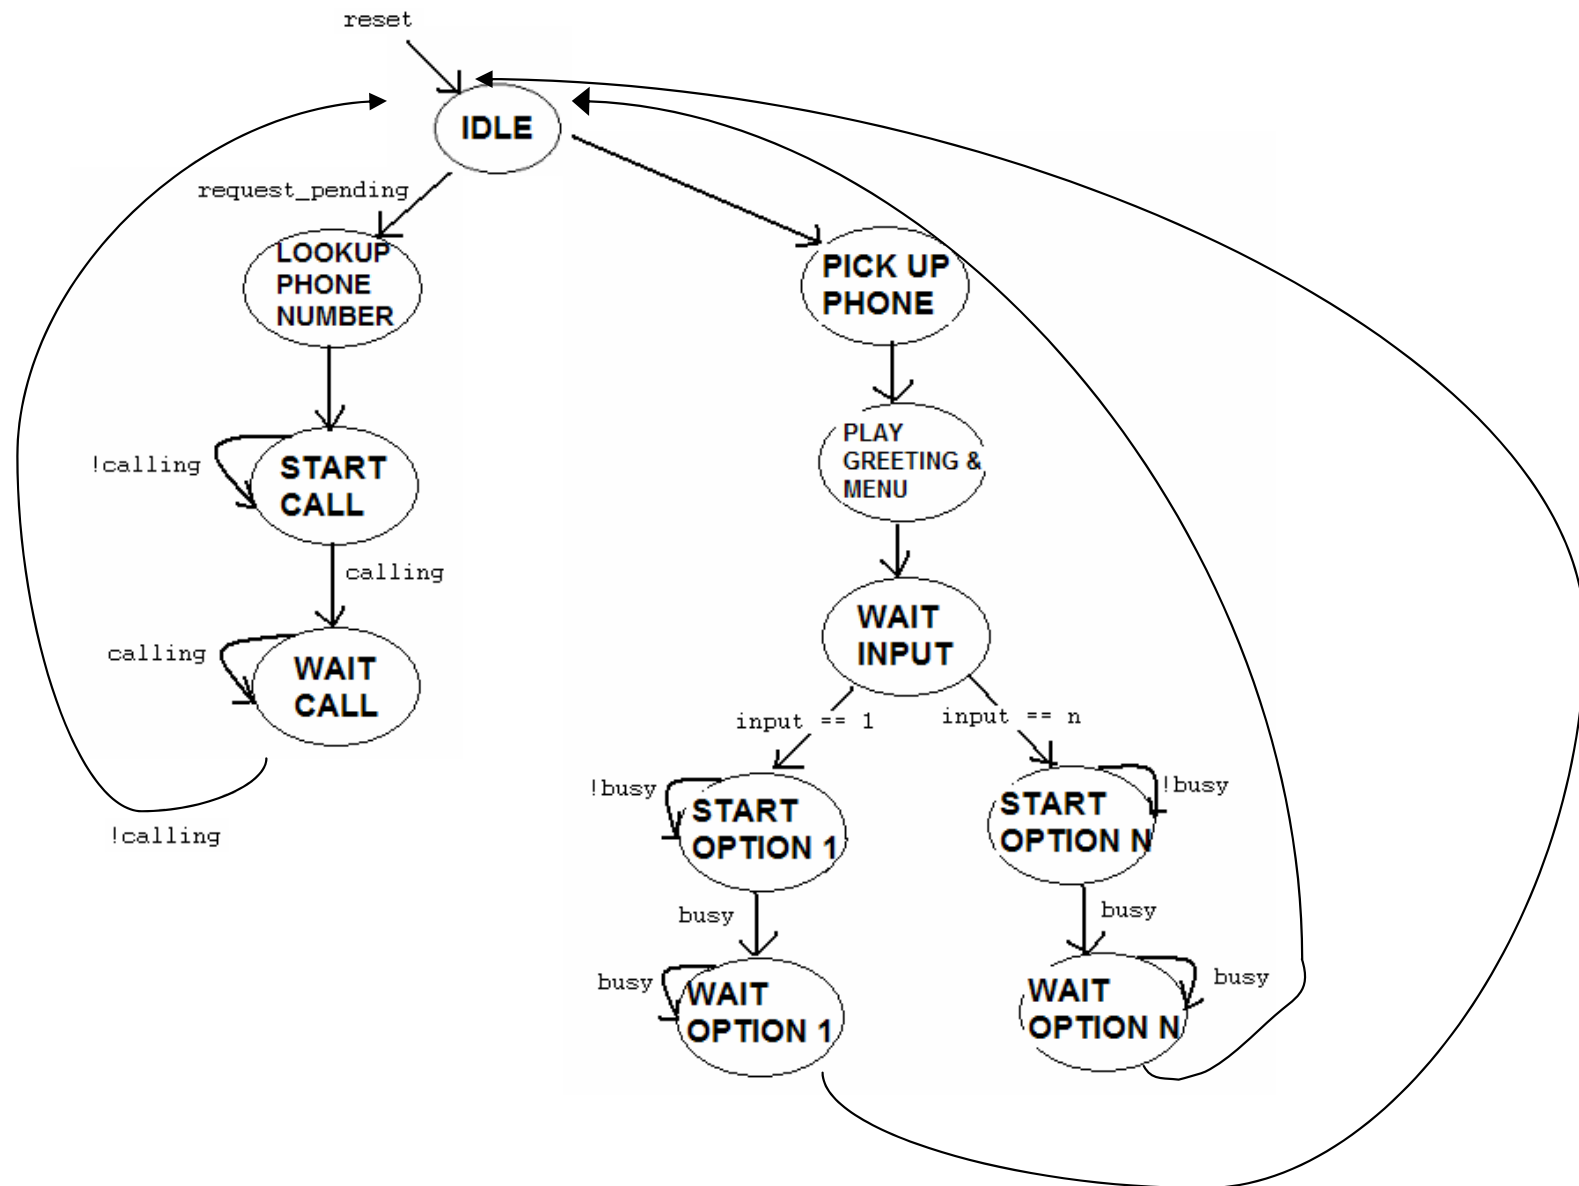 reset
IDLE
request_pending
LOOKUP
PHONE
NUMBER
PICK UP
PHONE
!calling
START
CALL
PLAY
GREETING &
MENU
calling
WAIT
INPUT
calling
WAIT
CALL
!calling
input == 1
input == n
!busy
START
OPTION 1
START
OPTION N
!busy
busy
busy
busy
WAIT
OPTION 1
WAIT
OPTION N
busy